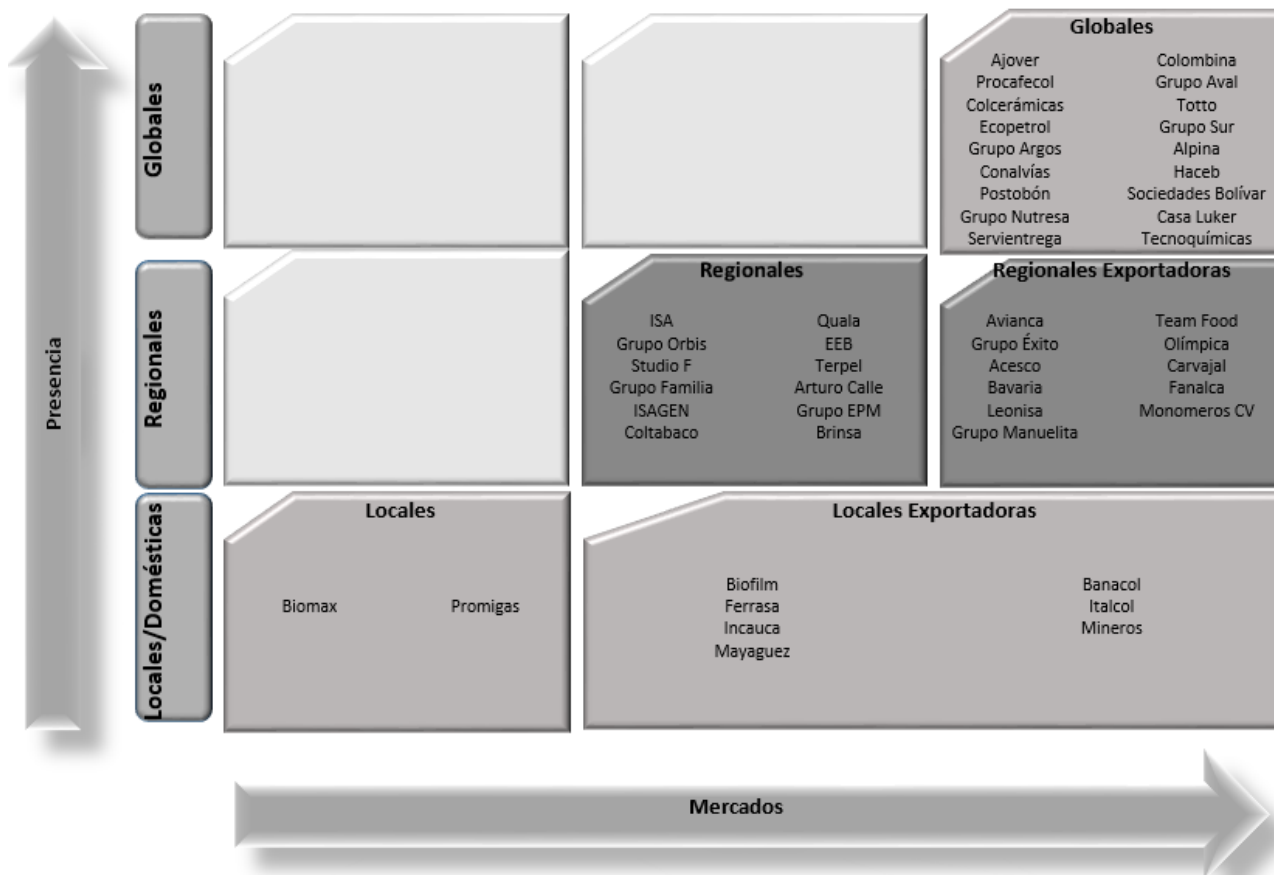 Presencia
Globales
Globales
Ajover Colombina
Procafecol Grupo Aval
Colcerámicas Totto
Ecopetrol Grupo Sur
Grupo Argos Alpina
Conalvías Haceb
Postobón Sociedades Bolívar
Grupo Nutresa Casa Luker
Servientrega Tecnoquímicas
Regionales
Regionales
ISA Quala
Grupo Orbis EEB
Studio F Terpel
Grupo Familia Arturo Calle
ISAGEN Grupo EPM
Coltabaco Brinsa
Regionales Exportadoras
Avianca Team Food
Grupo Éxito Olímpica
Acesco Carvajal
Bavaria Fanalca
Leonisa Monomeros CV
Grupo Manuelita
Locales/Domésticas
Locales
Biomax Promigas
Locales Exportadoras
Biofilm Banacol
Ferrasa Italcol
Incauca Mineros
Mayaguez
Mercados